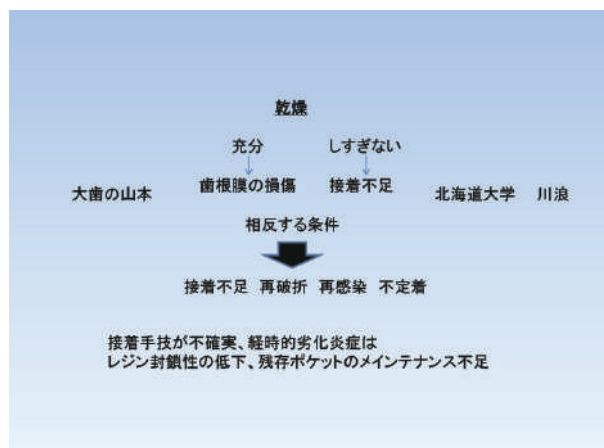 乾燥
充分 しすぎない
大歯の山本 歯根膜の損傷 接着不足 北海道大学 川浪
相反する条件
接着不足 再破折 再感染 不定着
接着手技が不確実、経時的劣化炎症は
レジン封鎖性の低下、残存ポケットのメインテナンス不足